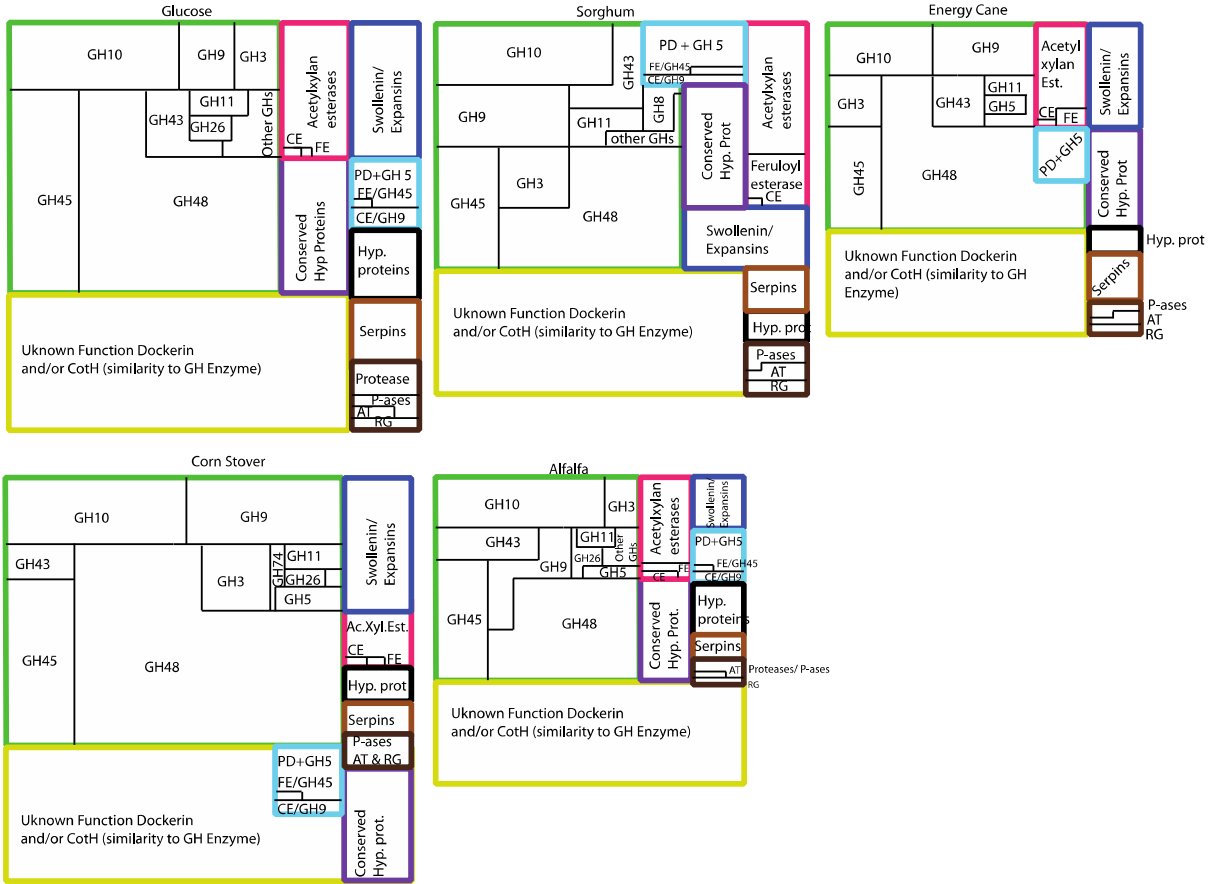 Glucose
GH10
GH9
GH3
GH11
GH43
GH26
Other GHs
GH45
GH48
Acetylxylan
esterases
CE
FE
Swollenin/
Expansins
PD+GH 5
FE/GH45
CE/GH9
Conserved
Hyp Proteins
Hyp.
proteins
Serpins
Protease
P-ases
AT
RG
Uknown Function Dockerin
and/or CotH (similarity to GH Enzyme)
Sorghum
GH10
GH43
PD + GH 5
FE/GH45
CE/GH9
GH9
GH11
GH8
other GHs
GH3
GH45
GH48
Acetylxylan
esterases
Conserved
Hyp. Prot
Feruloyl
esterase
CE
Swollenin/
Expansins
Serpins
Hyp. prot
P-ases
AT
RG
Uknown Function Dockerin
and/or CotH (similarity to GH Enzyme)
Energy Cane
GH10
GH9
GH3
GH43
GH11
GH5
GH45
GH48
Acetyl
xylan
Est.
CE
FE
Swollenin/
Expansins
PD+GH5
Conserved
Hyp. Prot
Hyp. prot
Serpins
P-ases
AT
RG
Uknown Function Dockerin
and/or CotH (similarity to GH
Enzyme)
Corn Stover
GH10
GH9
GH43
GH3
GH74
GH11
GH26
GH5
GH45
GH48
Swollenin/
Expansins
Ac.Xyl.Est.
CE
FE
Hyp. prot
Serpins
P-ases
AT & RG
PD+GH5
FE/GH45
CE/GH9
Conserved
Hyp. prot.
Uknown Function Dockerin
and/or CotH (similarity to GH Enzyme)
Alfalfa
GH10
GH3
GH43
GH9
GH11
Other
GHs
GH26
GH5
GH45
GH48
Acetylxylan
esterases
FE
CE
Swollenin/
Expansins
PD+GH5
FE/GH45
CE/GH9
Conserved
Hyp. Prot.
Hyp.
proteins
Serpins
AT
Proteases/ P-ases
RG
Uknown Function Dockerin
and/or CotH (similarity to GH Enzyme)